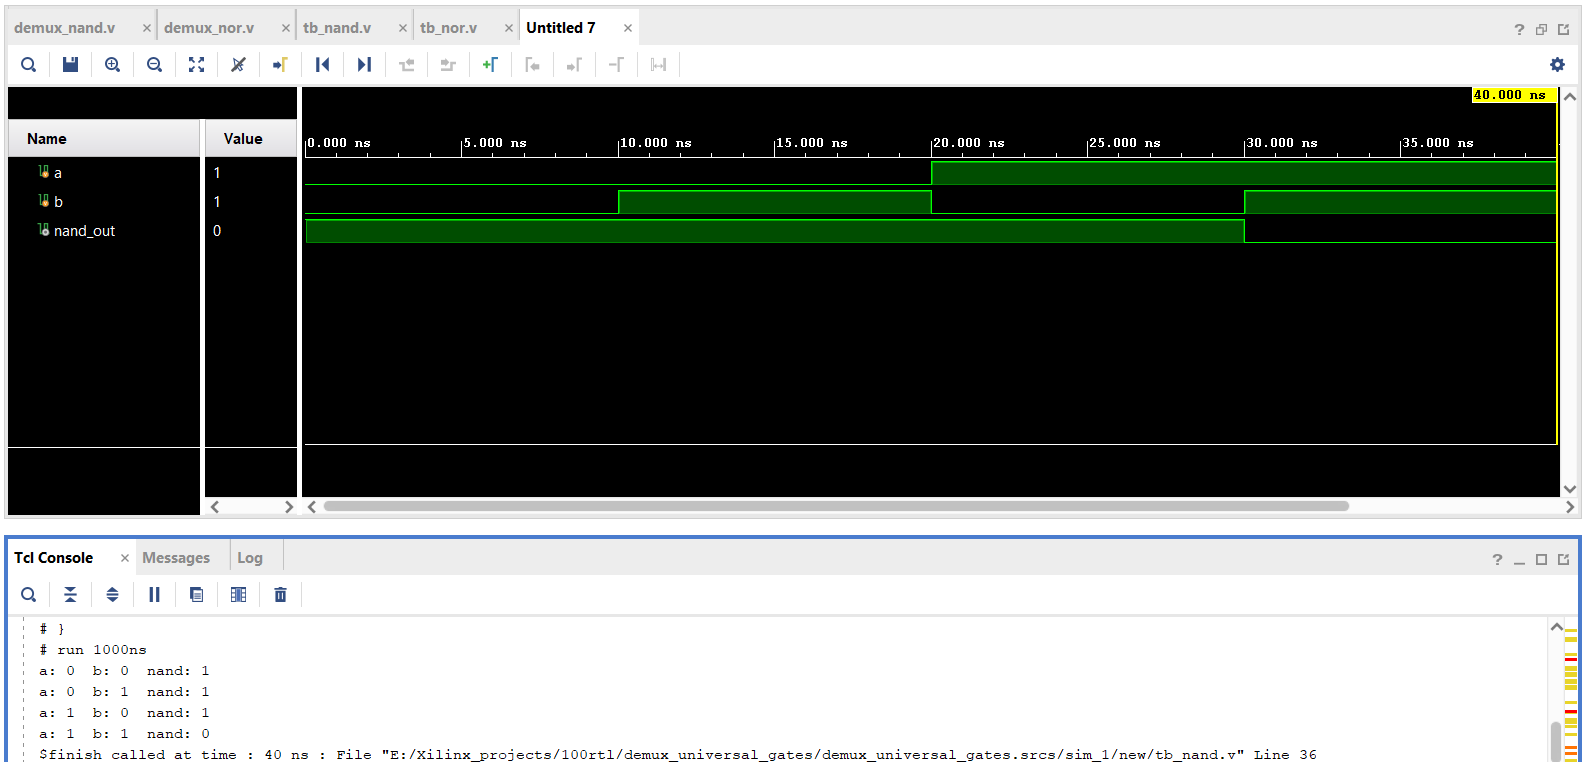 demux_nand.v × demux_nor.v × tb_nand.v × tb_nor.v × Untitled 7 ×
40.000 ns
Name Value
0.000 ns 5.000 ns 10.000 ns 15.000 ns 20.000 ns 25.000 ns 30.000 ns 35.000 ns
a 1
b 1
nand_out 0
Tcl Console × Messages Log
# }
# run 1000ns
a: 0 b: 0 nand: 1
a: 0 b: 1 nand: 1
a: 1 b: 0 nand: 1
a: 1 b: 1 nand: 0
$finish called at time : 40 ns : File "E:/Xilinx_projects/100rtl/demux_universal_gates/demux_universal_gates.srcs/sim_1/new/tb_nand.v" Line 36